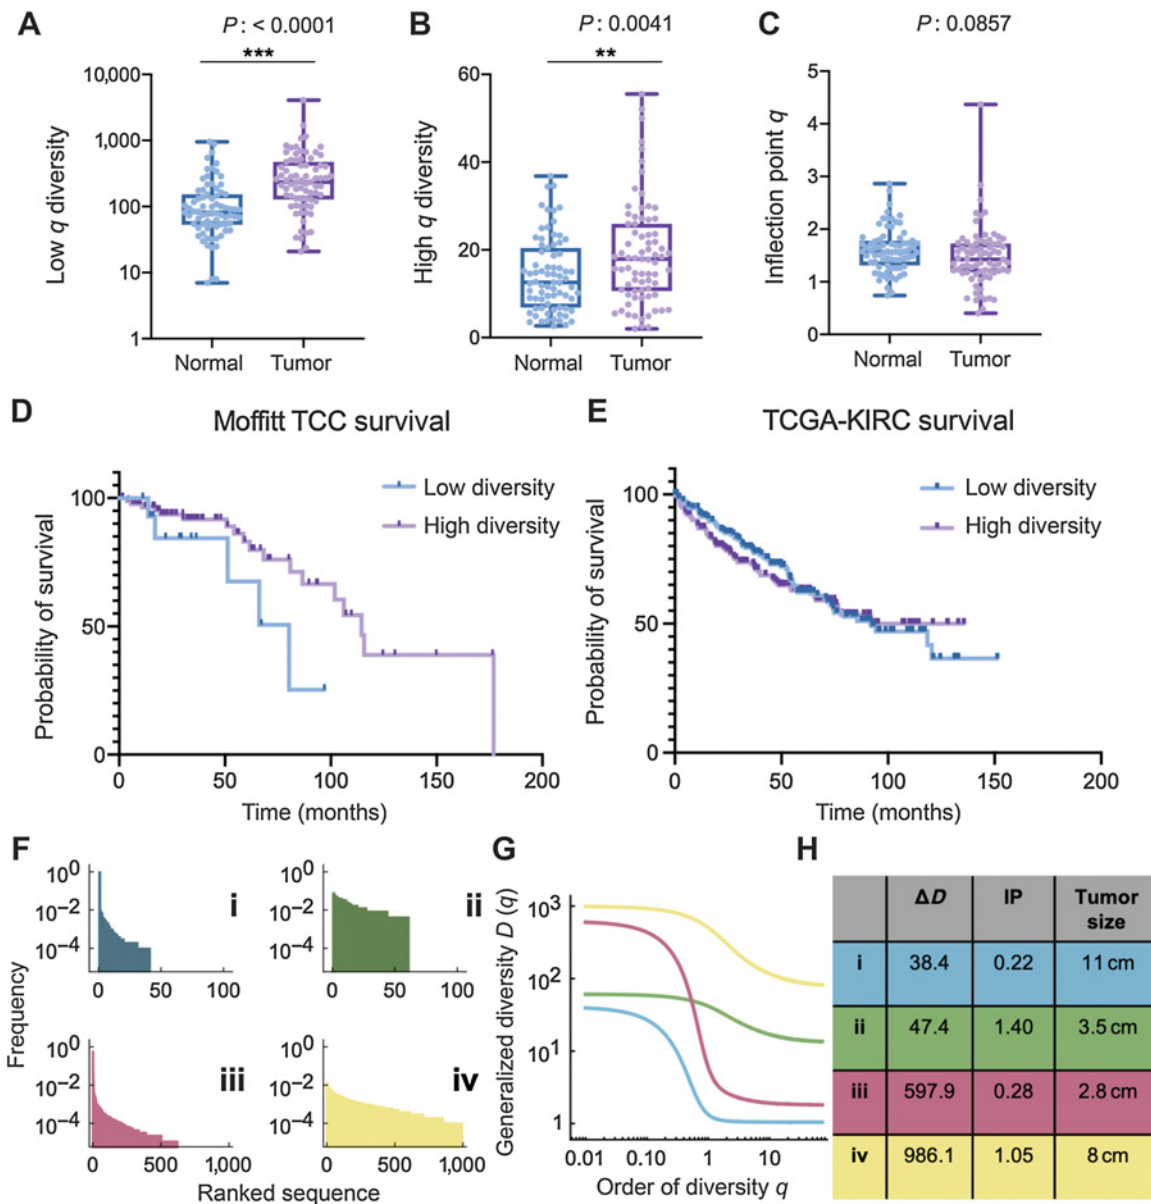 A
P: < 0.0001
***
10,000
1,000
100
10
1
Low q diversity
Normal
Tumor
B
P: 0.0041
**
60
40
20
0
High q diversity
Normal
Tumor
C
P: 0.0857
5
4
3
2
1
0
Inflection point q
Normal
Tumor
D
Moffitt TCC survival
Low diversity
High diversity
100
50
0
Probability of survival
0 50 100 150 200
Time (months)
E
TCGA-KIRC survival
Low diversity
High diversity
100
50
0
Probability of survival
0 50 100 150 200
Time (months)
F
Frequency
10^0
10^-2
10^-4
i
0 50 100
10^0
10^-2
10^-4
ii
0 50 100
10^0
10^-2
10^-4
iii
0 500 1,000
10^0
10^-2
10^-4
iv
0 500 1,000
Ranked sequence
G
Generalized diversity D (q)
10^3
10^2
10^1
1
0.01 0.1 1 10
Order of diversity q
H
ΔD IP Tumor size
i 38.4 0.22 11 cm
ii 47.4 1.40 3.5 cm
iii 597.9 0.28 2.8 cm
iv 986.1 1.05 8 cm